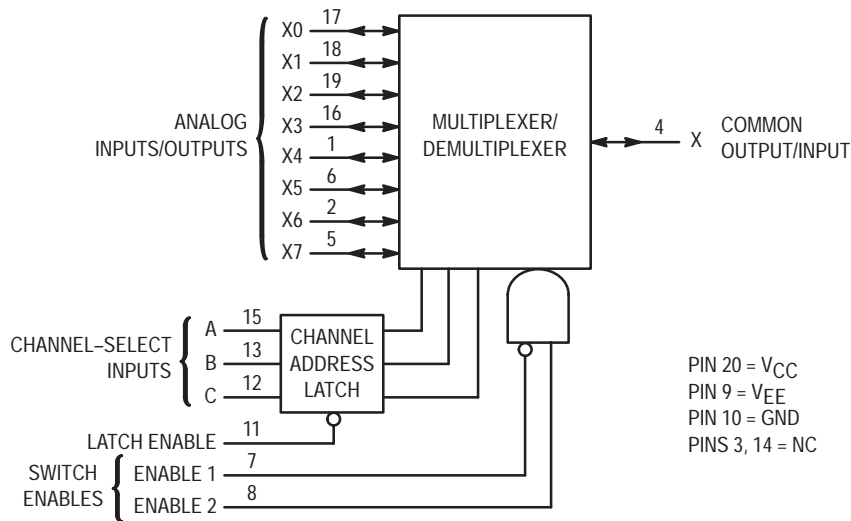 X0 17
X1 18
X2 19
X3 16
X4 1
X5 6
X6 2
X7 5
ANALOG
INPUTS/OUTPUTS
MULTIPLEXER/
DEMULTIPLEXER
4 X
COMMON
OUTPUT/INPUT
CHANNEL–SELECT
INPUTS
A 15
B 13
C 12
CHANNEL
ADDRESS
LATCH
LATCH ENABLE 11
SWITCH
ENABLES
ENABLE 1 7
ENABLE 2 8
PIN 20 = VCC
PIN 9 = VEE
PIN 10 = GND
PINS 3, 14 = NC